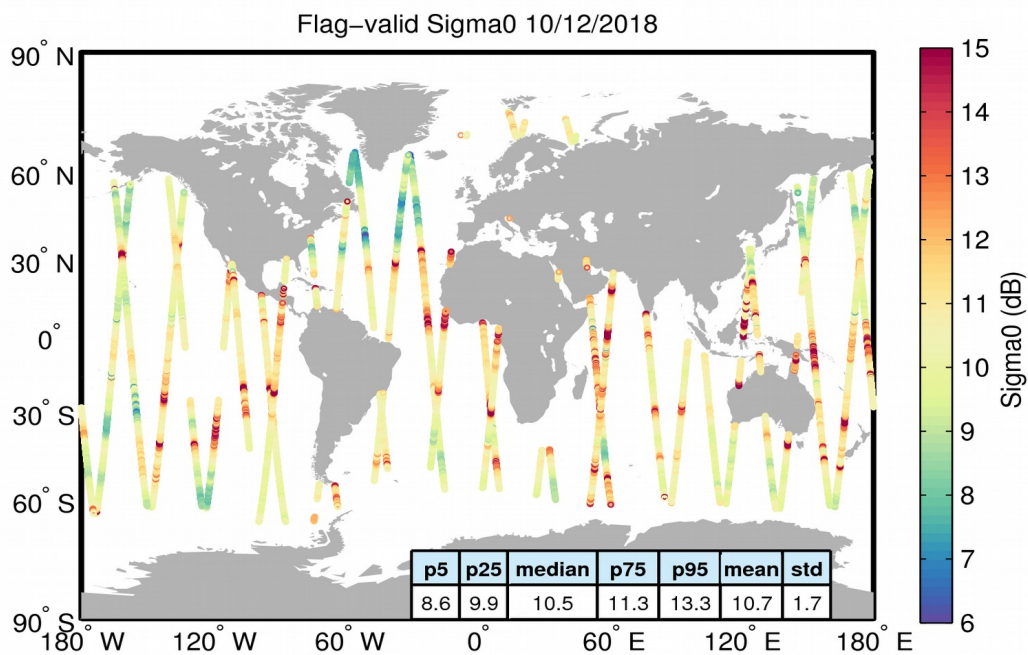 Flag-valid Sigma0 10/12/2018
90° N
60° N
30° N
0°
30° S
60° S
90° S
180° W
120° W
60° W
0°
60° E
120° E
180° E
15
14
13
12
11
10
9
8
7
6
Sigma0 (dB)
p5 p25 median p75 p95 mean std
8.6 9.9 10.5 11.3 13.3 10.7 1.7